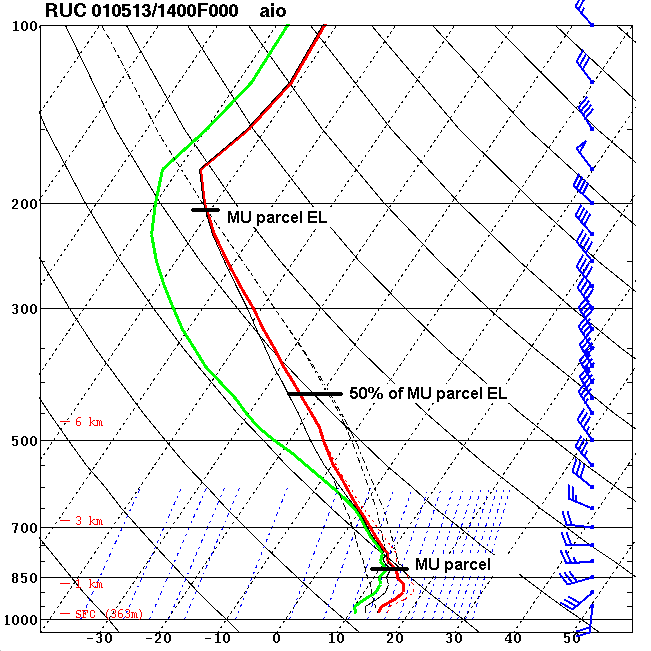 RUC 010513/1400F000 aio
100
200
MU parcel EL
300
50% of MU parcel EL
6 km
500
3 km
700
MU parcel
850
1 km
SFC (363m)
1000
-30 -20 -10 0 10 20 30 40 50